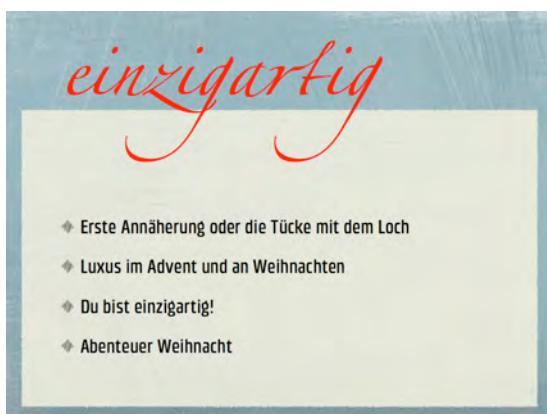 einzigartig
Erste Annäherung oder die Tücke mit dem Loch
Luxus im Advent und an Weihnachten
Du bist einzigartig!
Abenteuer Weihnacht